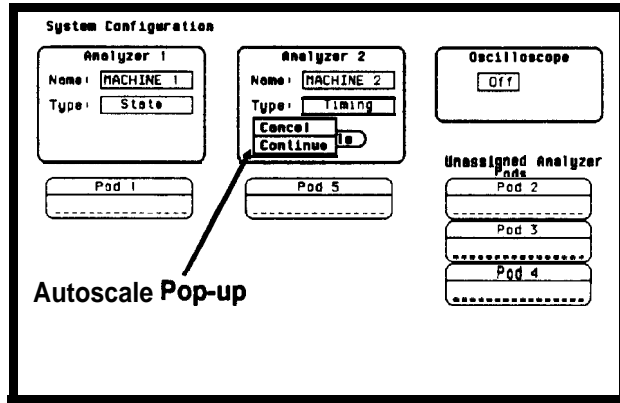 System Configuration
Analyzer 1
Name: MACHINE 1
Type: State
Analyzer 2
Name: MACHINE 2
Type: Timing
Cancel
Continue
le
Oscilloscope
Off
Pod 1
Pod 5
Unassigned Analyzer
Pods
Pod 2
Pod 3
Pod 4
Autoscale Pop-up